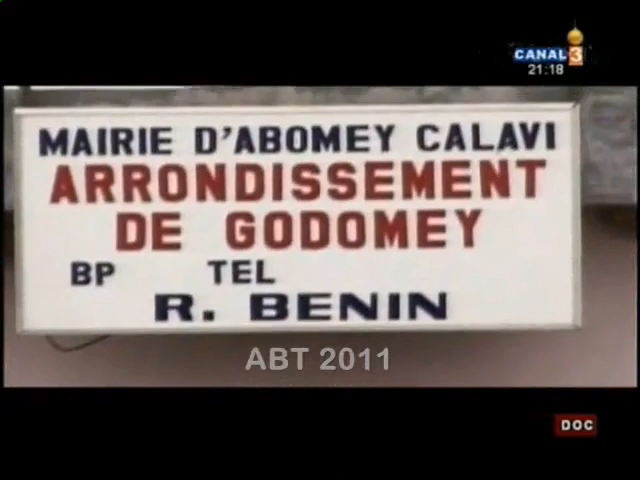 CANAL 3
21:18
MAIRIE D'ABOMEY CALAVI
ARRONDISSEMENT
DE GODOMEY
BP TEL
R. BENIN
ABT 2011
DOC